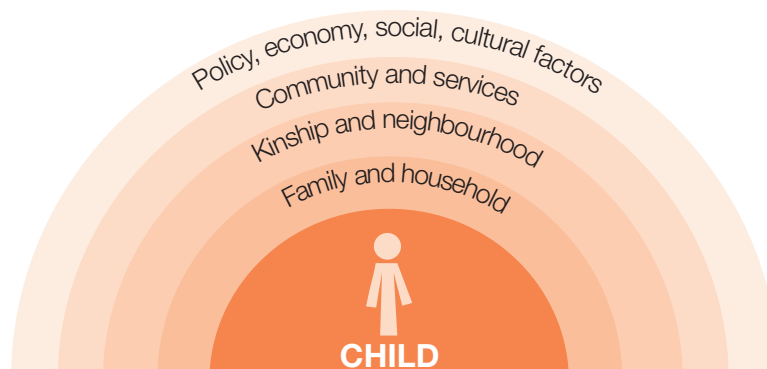 Policy, economy, social, cultural factors
Community and services
Kinship and neighbourhood
Family and household
CHILD